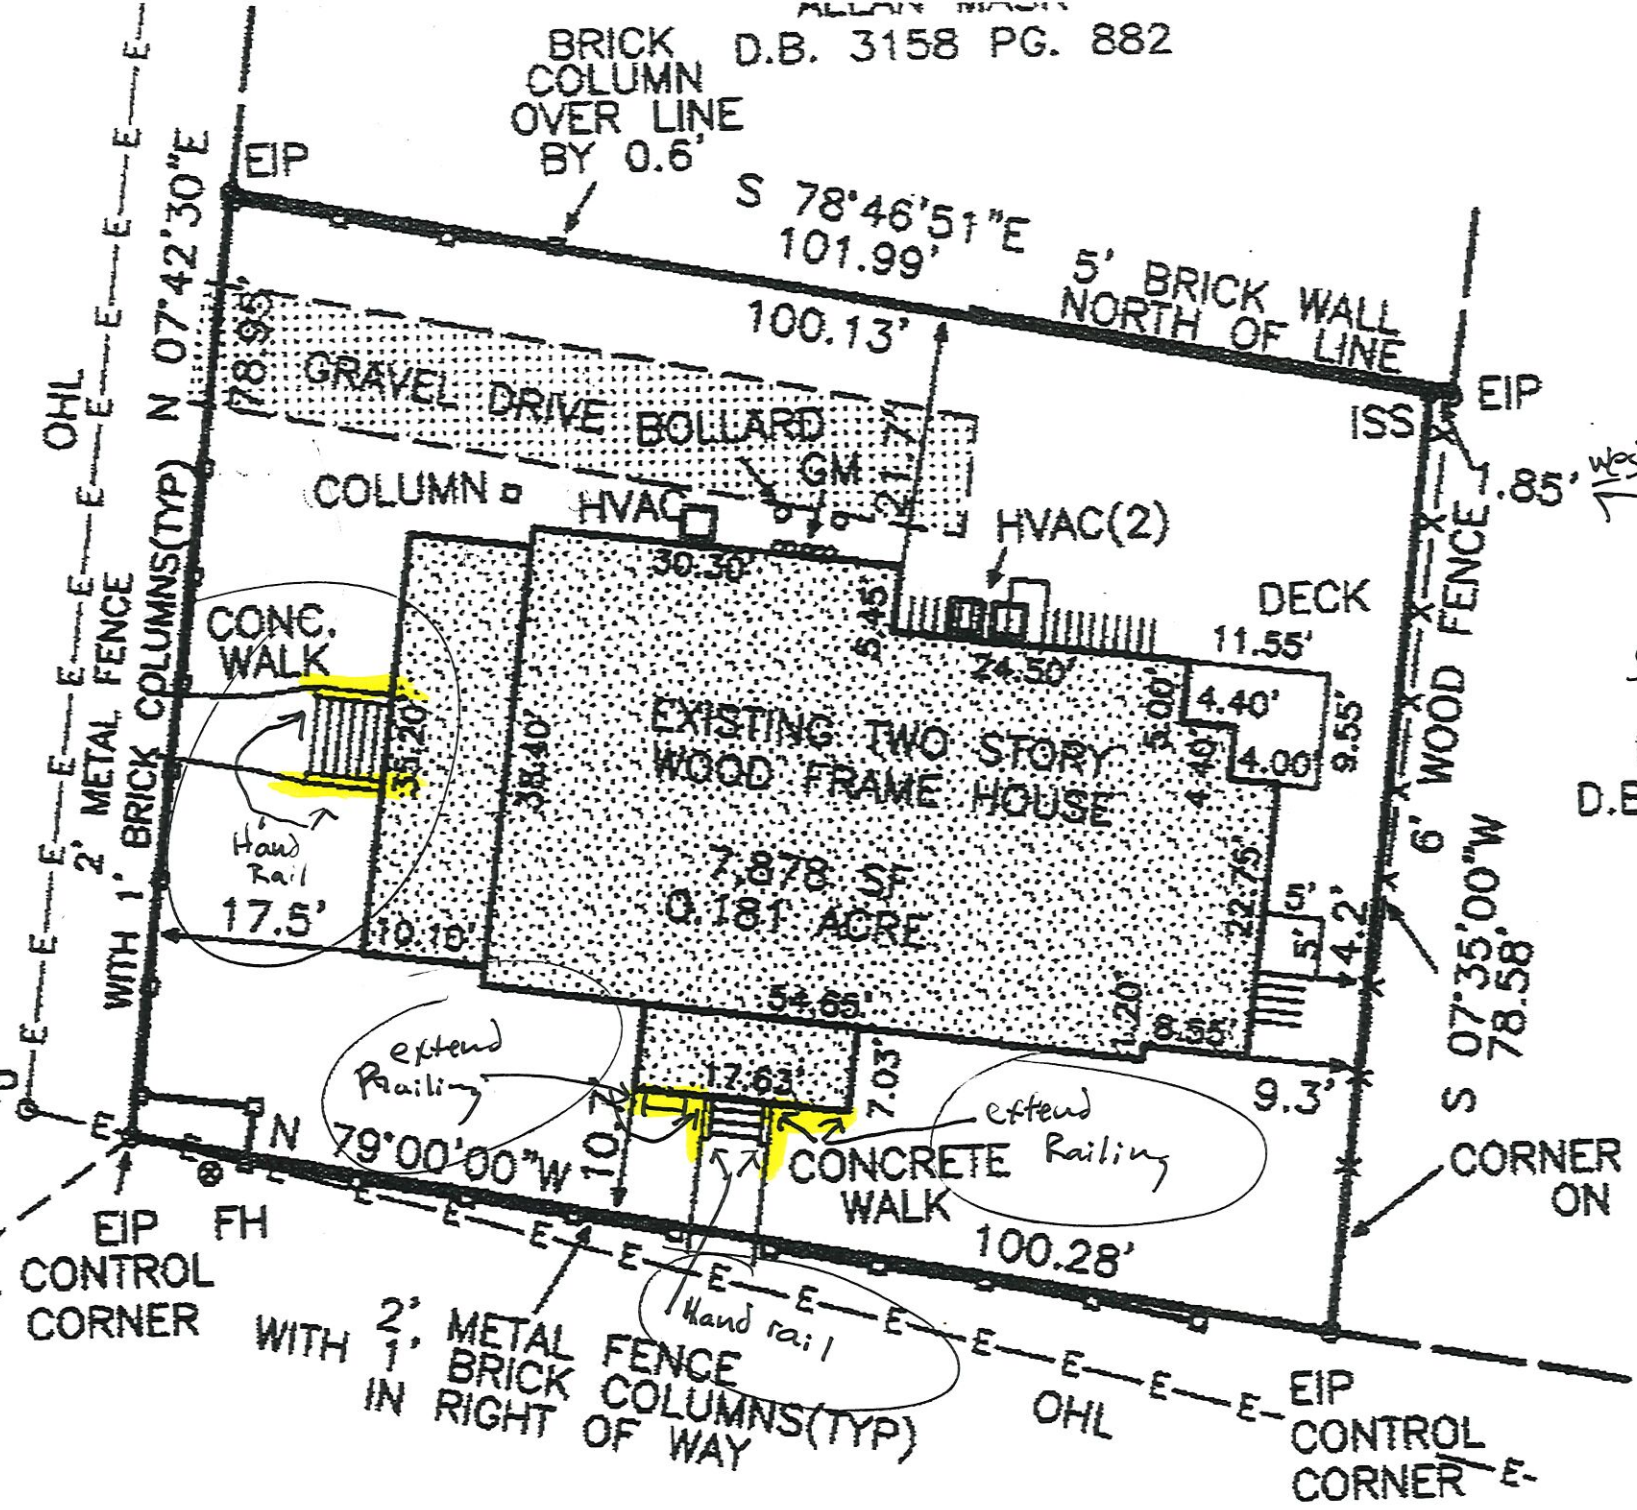 ALLAN MASK
D.B. 3158 PG. 882
BRICK
COLUMN
OVER LINE
BY 0.6'
EIP
S 78°46'51"E
101.99'
100.13'
5' BRICK WALL
NORTH OF LINE
EIP
ISS
.85'
N 07°42'30"E
78.95'
OHL
GRAVEL DRIVE
BOLLARD
GM
21.77'
COLUMN
HVAC
HVAC(2)
DECK
30.30'
5.45'
24.50'
11.55'
5.00'
4.40'
4.40'
4.00'
9.55'
CONC.
WALK
35.20'
38.40'
EXISTING TWO STORY
WOOD FRAME HOUSE
7,878 SF
0.181 ACRE
Hand
Rail
17.5'
10.10'
2' METAL FENCE
WITH 1' BRICK COLUMNS(TYP)
6' WOOD FENCE
D.B
22.75'
5'
5'
4.2'
S 07°35'00"W
78.58'
54.65'
1.20'
8.55'
9.3'
extend
Railing
17.63'
7.03'
10.
extend
Railing
CONCRETE
WALK
N 79°00'00"W
100.28'
CORNER
ON
EIP
CONTROL
CORNER
FH
Hand rail
2' METAL FENCE
WITH 1' BRICK COLUMNS(TYP)
IN RIGHT OF WAY
OHL
EIP
CONTROL
CORNER
E